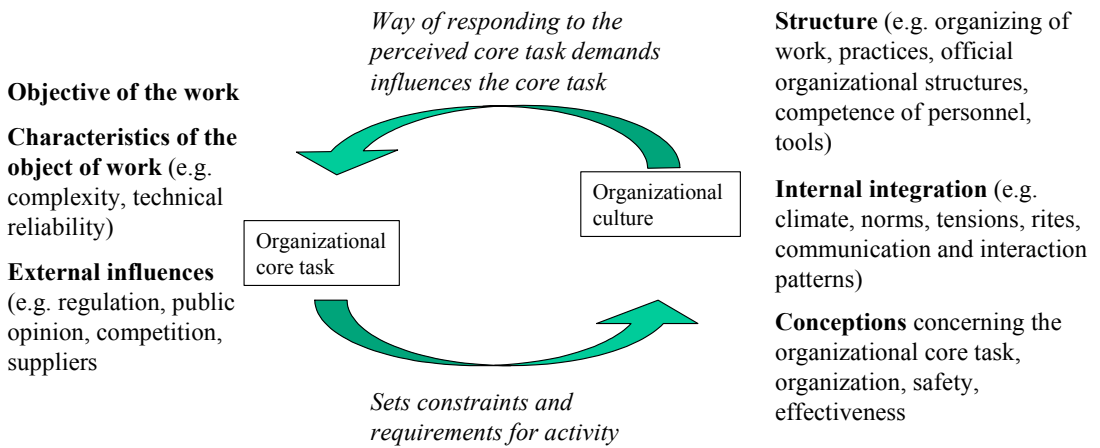 Objective of the work
Characteristics of the
object of work (e.g.
complexity, technical
reliability)
External influences
(e.g. regulation, public
opinion, competition,
suppliers
Way of responding to the
perceived core task demands
influences the core task
Organizational
core task
Organizational
culture
Sets constraints and
requirements for activity
Structure (e.g. organizing of
work, practices, official
organizational structures,
competence of personnel,
tools)
Internal integration (e.g.
climate, norms, tensions, rites,
communication and interaction
patterns)
Conceptions concerning the
organizational core task,
organization, safety,
effectiveness